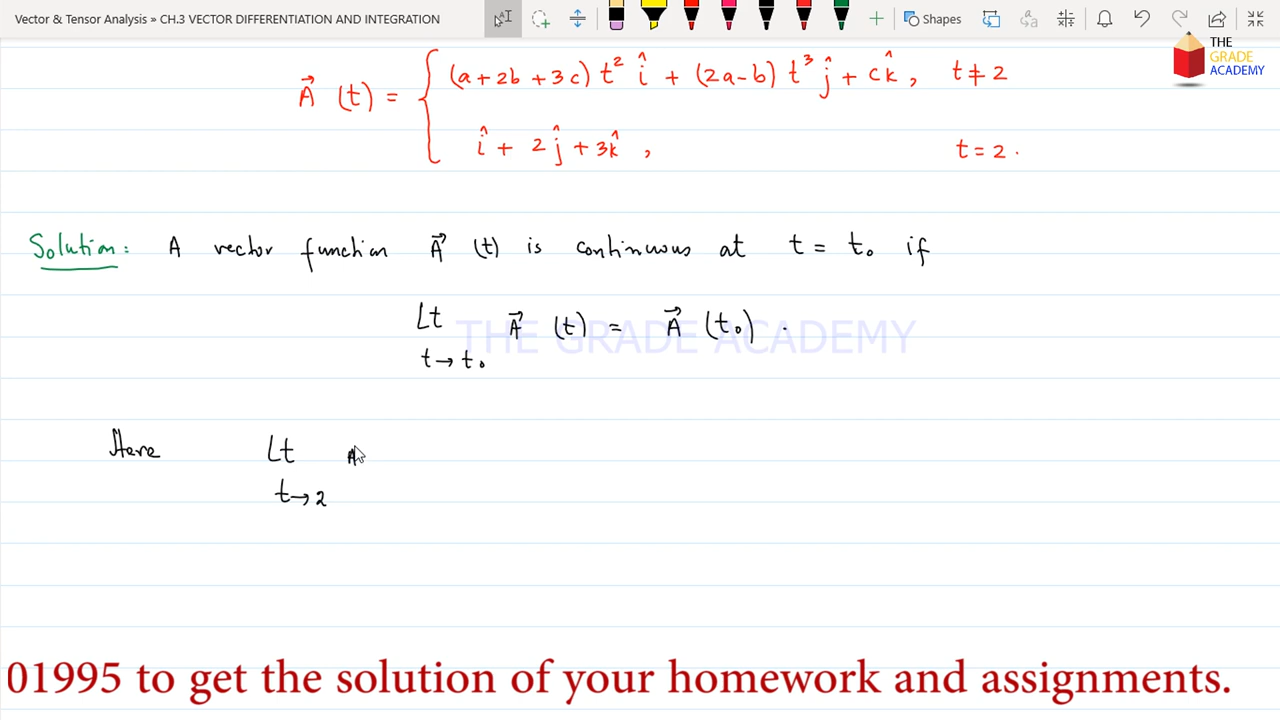 Vector & Tensor Analysis » CH.3 VECTOR DIFFERENTIATION AND INTEGRATION
Shapes
THE
GRADE
ACADEMY
A⃗ (t) = { (a+2b+3c) t² î + (2a-b) t³ ĵ + c k̂ , t ≠ 2
î + 2ĵ + 3k̂ , t = 2 .
Solution: A vector function A⃗ (t) is continuous at t = t₀ if
Lt A⃗ (t) = A⃗ (t₀) .
t→t₀
THE GRADE ACADEMY
Here Lt A
t→2
01995 to get the solution of your homework and assignments.